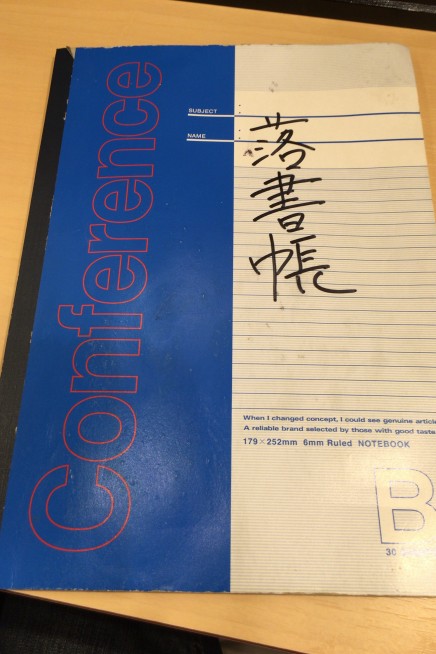 Conference
SUBJECT
NAME
落書帳
When I changed concept, I could see genuine
A reliable brand selected by those with good taste
179×252mm 6mm Ruled NOTEBOOK
B
30